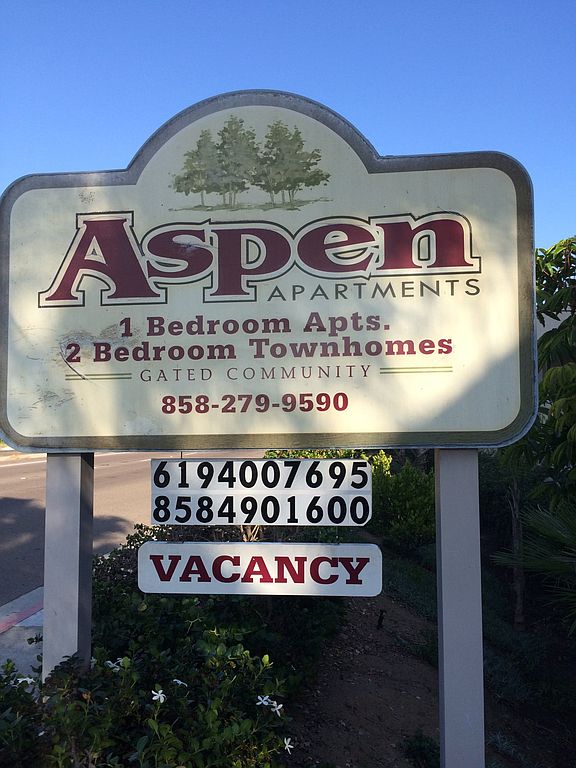 Aspen
APARTMENTS
1 Bedroom Apts.
2 Bedroom Townhomes
GATED COMMUNITY
858-279-9590
6194007695
8584901600
VACANCY